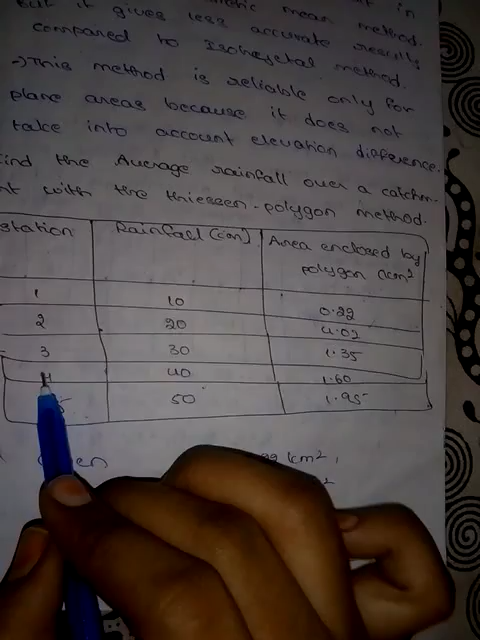 but it gives less accurate results
compared to Isohyetal method.
→This method is reliable only for
plane areas because it does not
take into account elevation difference.
ind the Average rainfall over a catchm-
nt with the thiessen-polygon method.
station Rainfall (cm) Area enclosed by
polygon (km²
1 10 0.22
2 20 4.02
3 30 1.35
4 40 1.60
5 50 1.95
km²,